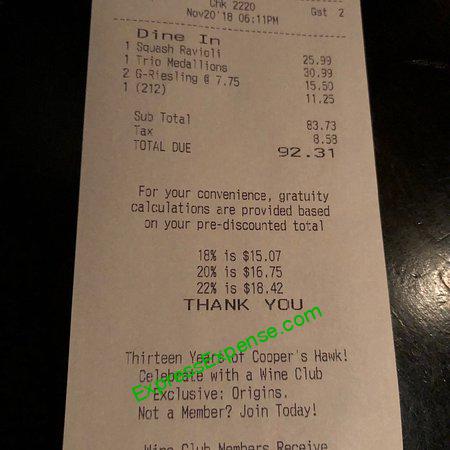 Chk 2220
Nov20'18 06:11PM Gst 2
Dine In
1 Squash Ravioli 25.99
1 Trio Medallions 30.99
2 G-Riesling @ 7.75 15.50
1 (212) 11.25
Sub Total 83.73
Tax 8.58
TOTAL DUE 92.31
For your convenience, gratuity
calculations are provided based
on your pre-discounted total
18% is $15.07
20% is $16.75
22% is $18.42
THANK YOU
ExpressExpense.com
Thirteen Years of Cooper's Hawk!
Celebrate with a Wine Club
Exclusive: Origins.
Not a Member? Join Today!
Wine Club Members Receive